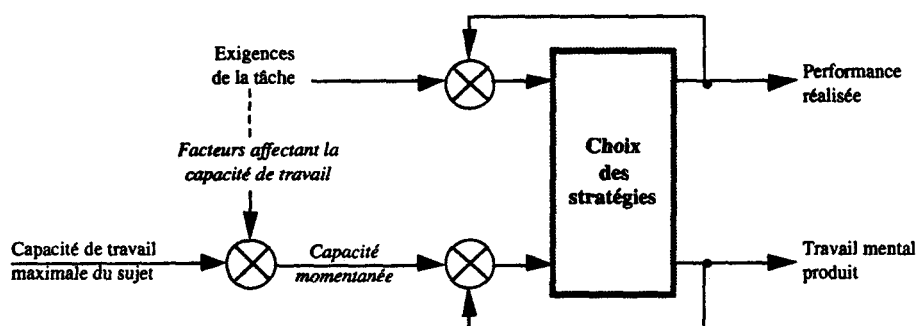 Exigences
de la tâche
Performance
réalisée
Facteurs affectant la
capacité de travail
Choix
des
stratégies
Capacité de travail
maximale du sujet
Capacité
momentanée
Travail mental
produit